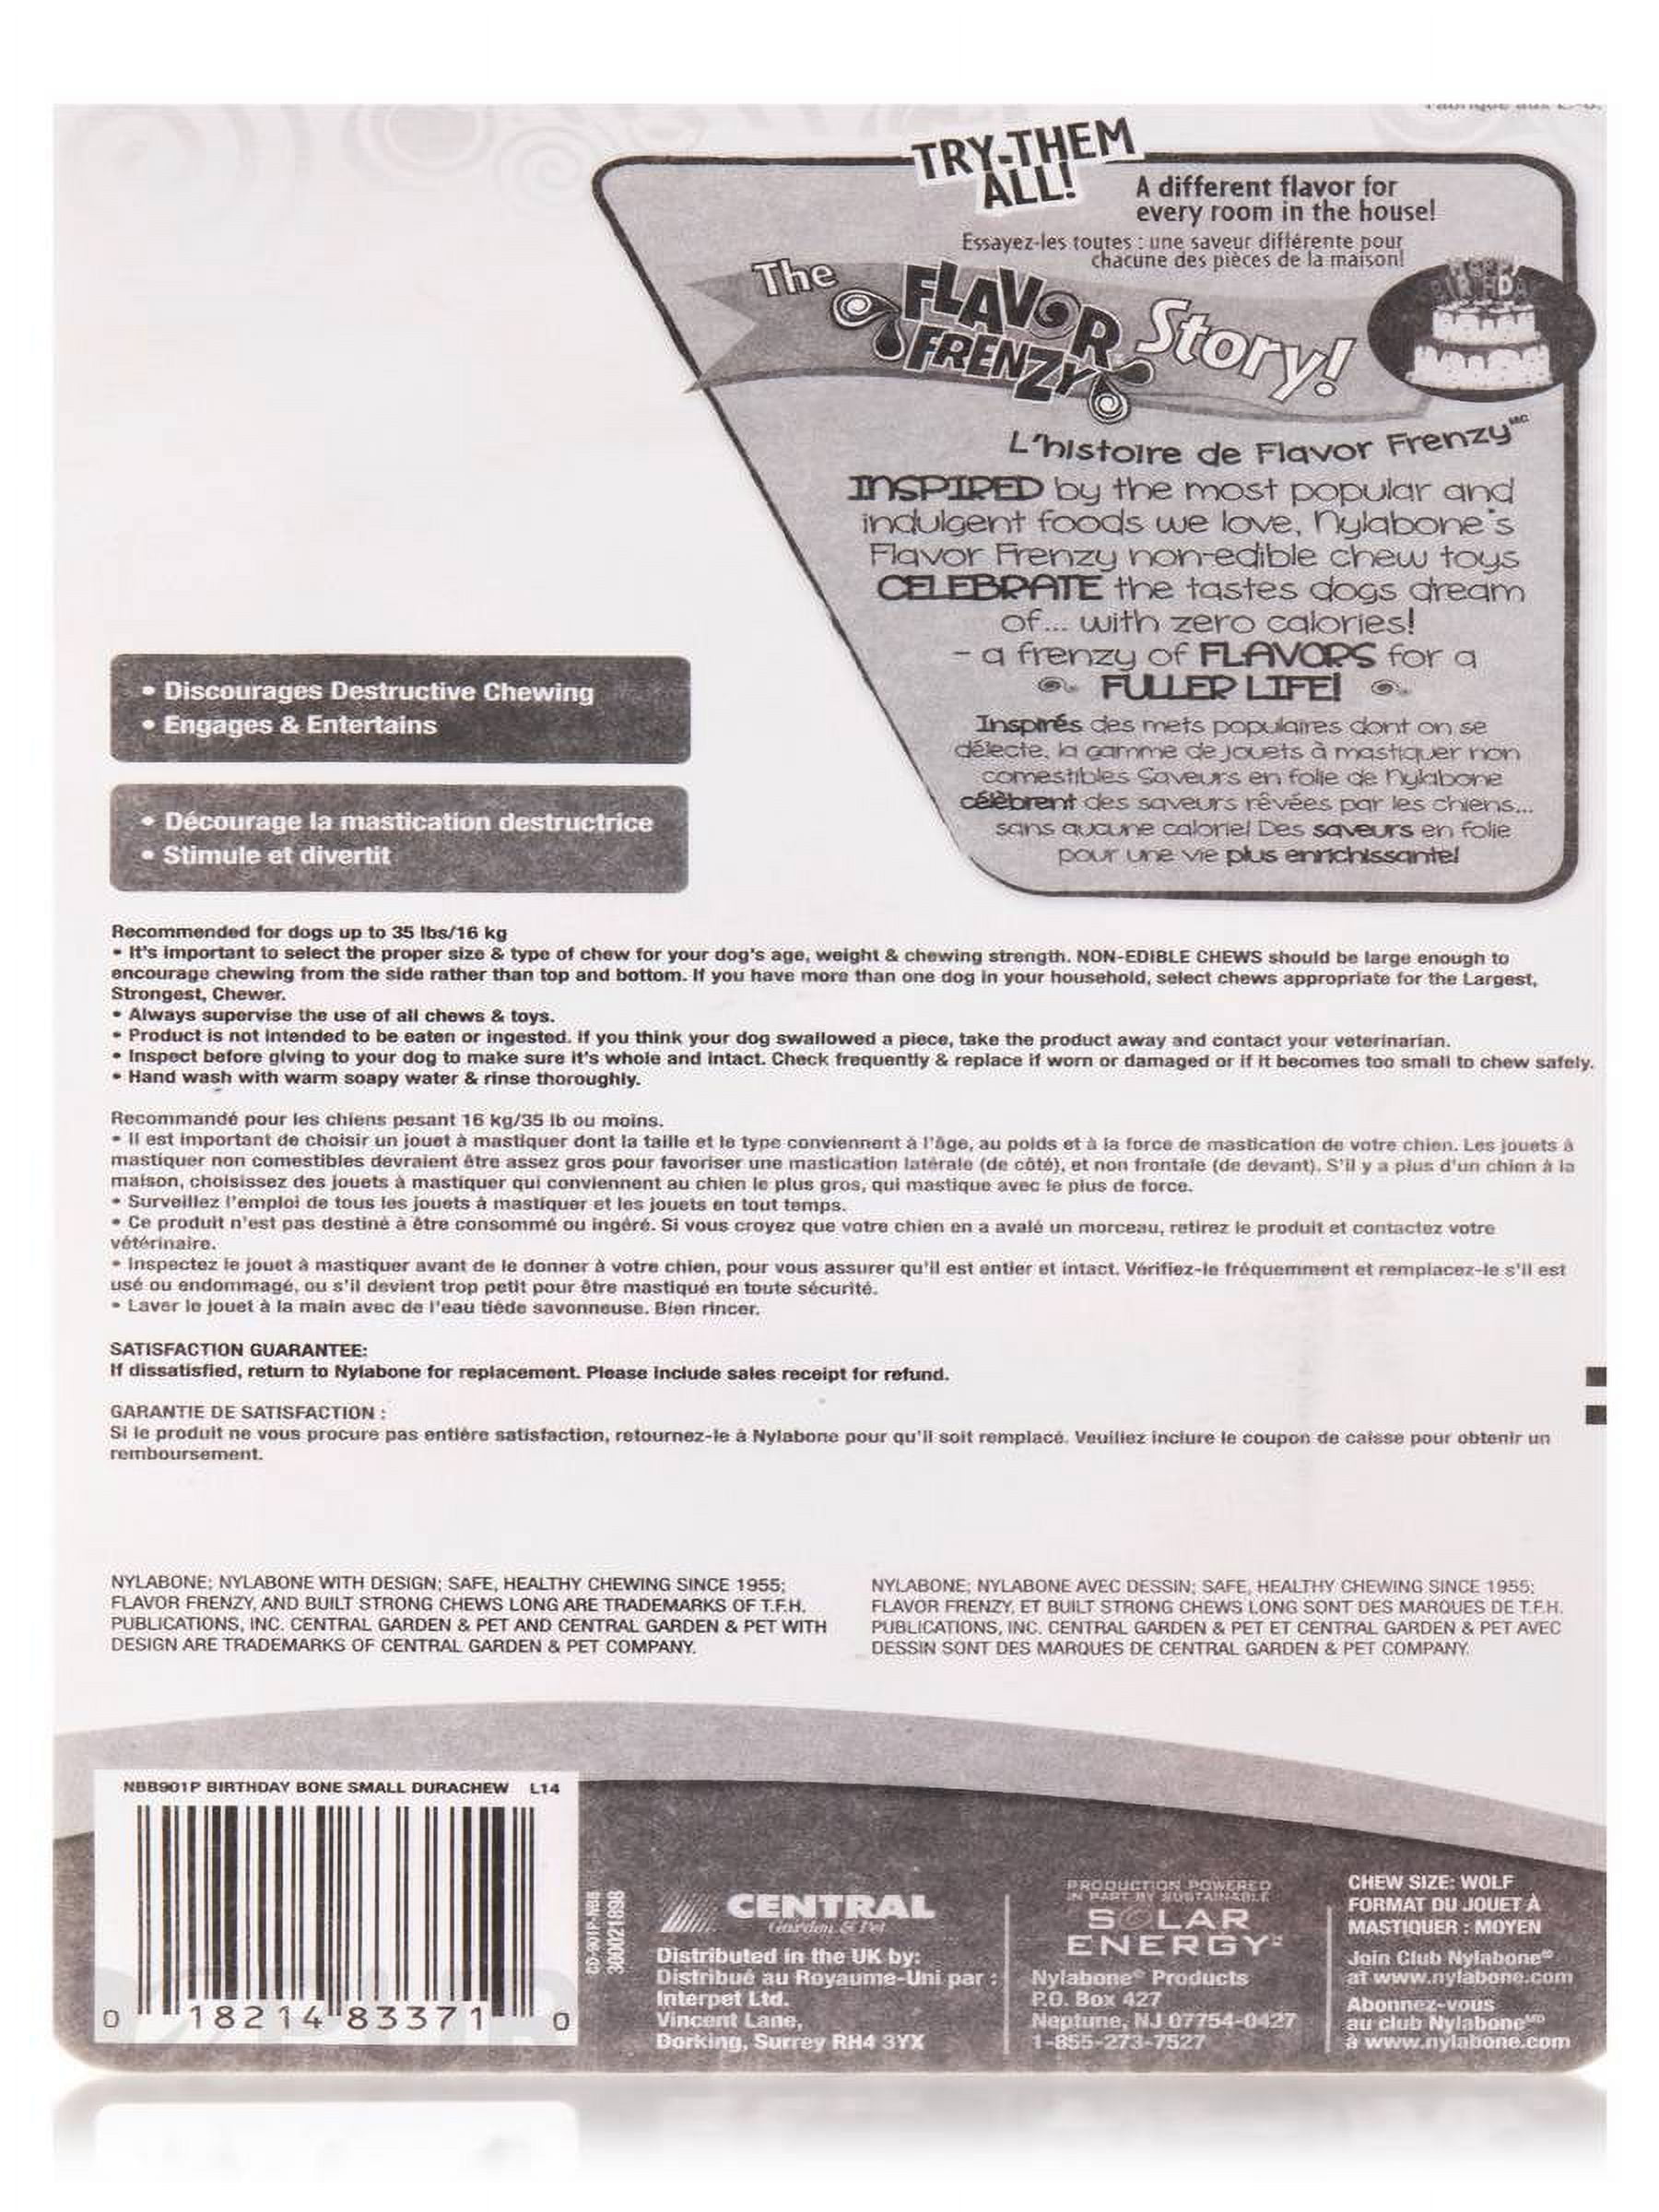 TRY THEM
ALL!
A different flavor for
every room in the house!
Essayez-les toutes : une saveur différente pour
chacune des pièces de la maison!
The FLAVOR FRENZY Story!
HAPPY
BIRTHDAY
L'histoire de Flavor Frenzy MC
INSPIRED by the most popular and
indulgent foods we love, Nylabone's
Flavor Frenzy non-edible chew toys
CELEBRATE the tastes dogs dream
of... with zero calories!
- a frenzy of FLAVORS for a
FULLER LIFE!
Inspirés des mets populaires dont on se
délecte, la gamme de jouets à mastiquer non
comestibles Saveurs en folie de Nylabone
célèbrent des saveurs rêvées par les chiens...
sans aucune calorie! Des saveurs en folie
pour une vie plus enrichissante!
• Discourages Destructive Chewing
• Engages & Entertains
• Décourage la mastication destructrice
• Stimule et divertit
Recommended for dogs up to 35 lbs/16 kg
• It's important to select the proper size & type of chew for your dog's age, weight & chewing strength. NON-EDIBLE CHEWS should be large enough to
encourage chewing from the side rather than top and bottom. If you have more than one dog in your household, select chews appropriate for the Largest,
Strongest, Chewer.
• Always supervise the use of all chews & toys.
• Product is not intended to be eaten or ingested. If you think your dog swallowed a piece, take the product away and contact your veterinarian.
• Inspect before giving to your dog to make sure it's whole and intact. Check frequently & replace if worn or damaged or if it becomes too small to chew safely.
• Hand wash with warm soapy water & rinse thoroughly.
Recommandé pour les chiens pesant 16 kg/35 lb ou moins.
• Il est important de choisir un jouet à mastiquer dont la taille et le type conviennent à l'âge, au poids et à la force de mastication de votre chien. Les jouets à
mastiquer non comestibles devraient être assez gros pour favoriser une mastication latérale (de côté), et non frontale (de devant). S'il y a plus d'un chien à la
maison, choisissez des jouets à mastiquer qui conviennent au chien le plus gros, qui mastique avec le plus de force.
• Surveillez l'emploi de tous les jouets à mastiquer et les jouets en tout temps.
• Ce produit n'est pas destiné à être consommé ou ingéré. Si vous croyez que votre chien en a avalé un morceau, retirez le produit et contactez votre
vétérinaire.
• Inspectez le jouet à mastiquer avant de le donner à votre chien, pour vous assurer qu'il est entier et intact. Vérifiez-le fréquemment et remplacez-le s'il est
usé ou endommagé, ou s'il devient trop petit pour être mastiqué en toute sécurité.
• Laver le jouet à la main avec de l'eau tiède savonneuse. Bien rincer.
SATISFACTION GUARANTEE:
If dissatisfied, return to Nylabone for replacement. Please include sales receipt for refund.
GARANTIE DE SATISFACTION :
Si le produit ne vous procure pas entière satisfaction, retournez-le à Nylabone pour qu'il soit remplacé. Veuillez inclure le coupon de caisse pour obtenir un
remboursement.
NYLABONE; NYLABONE WITH DESIGN; SAFE, HEALTHY CHEWING SINCE 1955;
FLAVOR FRENZY, AND BUILT STRONG CHEWS LONG ARE TRADEMARKS OF T.F.H.
PUBLICATIONS, INC. CENTRAL GARDEN & PET AND CENTRAL GARDEN & PET WITH
DESIGN ARE TRADEMARKS OF CENTRAL GARDEN & PET COMPANY.
NYLABONE; NYLABONE AVEC DESSIN; SAFE, HEALTHY CHEWING SINCE 1955;
FLAVOR FRENZY, ET BUILT STRONG CHEWS LONG SONT DES MARQUES DE T.F.H.
PUBLICATIONS, INC. CENTRAL GARDEN & PET ET CENTRAL GARDEN & PET AVEC
DESSIN SONT DES MARQUES DE CENTRAL GARDEN & PET COMPANY.
NBB901P BIRTHDAY BONE SMALL DURACHEW L14
0 18214 83371 0
CD-901P-NBB
300021898
CENTRAL
Garden & Pet
Distributed in the UK by:
Distribué au Royaume-Uni par :
Interpet Ltd.
Vincent Lane,
Dorking, Surrey RH4 3YX
PRODUCTION POWERED
IN PART BY SUSTAINABLE
SOLAR
ENERGY
Nylabone® Products
P.O. Box 427
Neptune, NJ 07754-0427
1-855-273-7527
CHEW SIZE: WOLF
FORMAT DU JOUET À
MASTIQUER : MOYEN
Join Club Nylabone®
at www.nylabone.com
Abonnez-vous
au club Nylabone MD
à www.nylabone.com